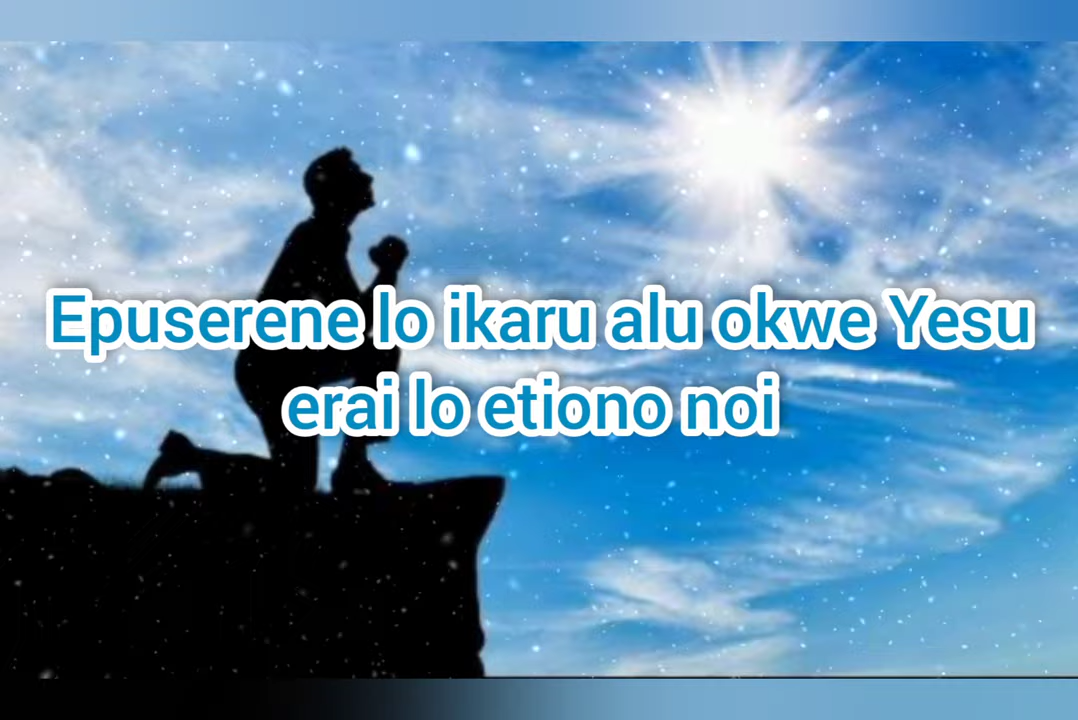 Epuserene lo ikaru alu okwe Yesu
erai lo etiono noi